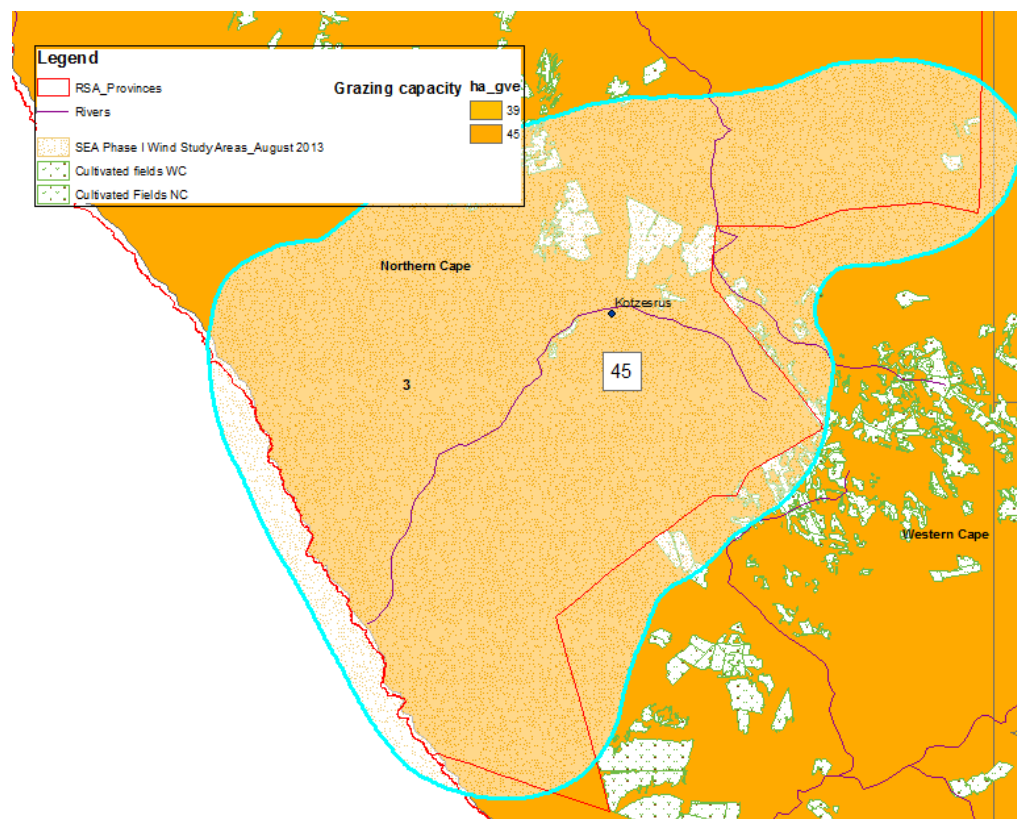 Legend
RSA_Provinces
Rivers
SEA Phase I Wind Study Areas_August 2013
Cultivated fields WC
Cultivated Fields NC
Grazing capacity ha_gve
39
45
Northern Cape
Kotzesrus
45
3
Western Cape